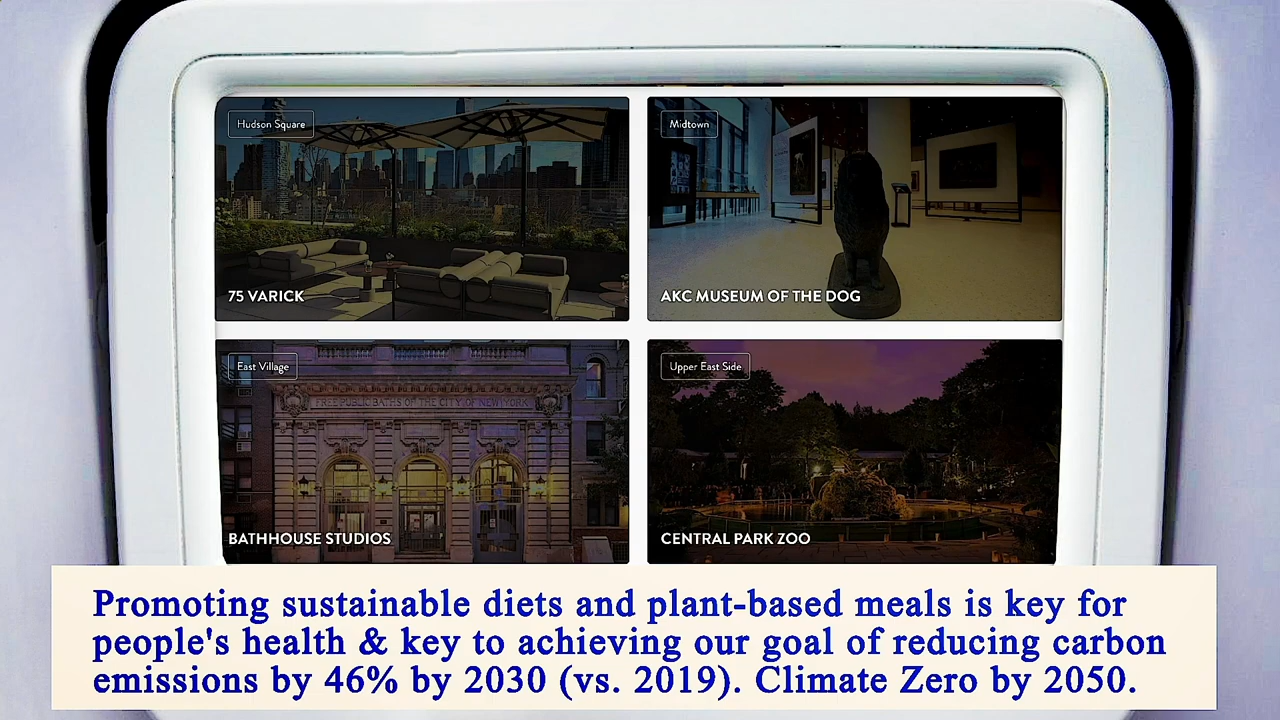 Hudson Square
75 VARICK
Midtown
AKC MUSEUM OF THE DOG
East Village
FREE PUBLIC BATHS OF THE CITY OF NEW YORK
BATHHOUSE STUDIOS
Upper East Side
CENTRAL PARK ZOO
Promoting sustainable diets and plant-based meals is key for
people's health & key to achieving our goal of reducing carbon
emissions by 46% by 2030 (vs. 2019). Climate Zero by 2050.